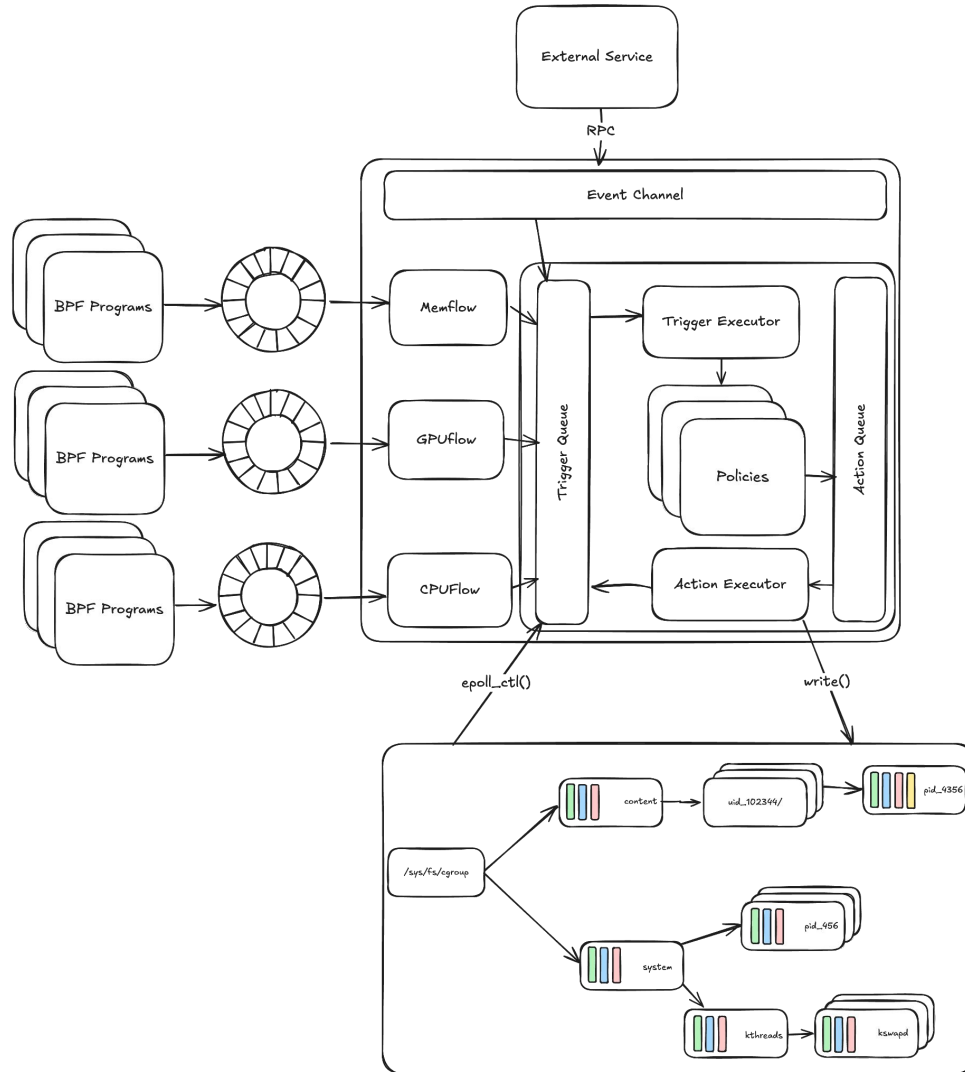 External Service
RPC
Event Channel
BPF Programs
Memflow
Trigger Executor
BPF Programs
GPUflow
Trigger Queue
Policies
Action Queue
BPF Programs
CPUFlow
Action Executor
epoll_ctl()
write()
content
uid_102344/
pid_4356
/sys/fs/cgroup
pid_456
system
kthreads
kswapd